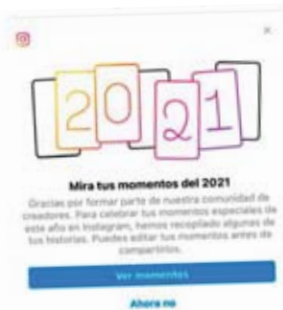 2021
Mira tus momentos del 2021
Gracias por formar parte de nuestra comunidad de
creadores. Para celebrar tus momentos especiales de
este año en Instagram, hemos recopilado algunos de
tus historias. Puedes editar tus momentos antes de
compartirlos.
Ver momentos
Ahora no